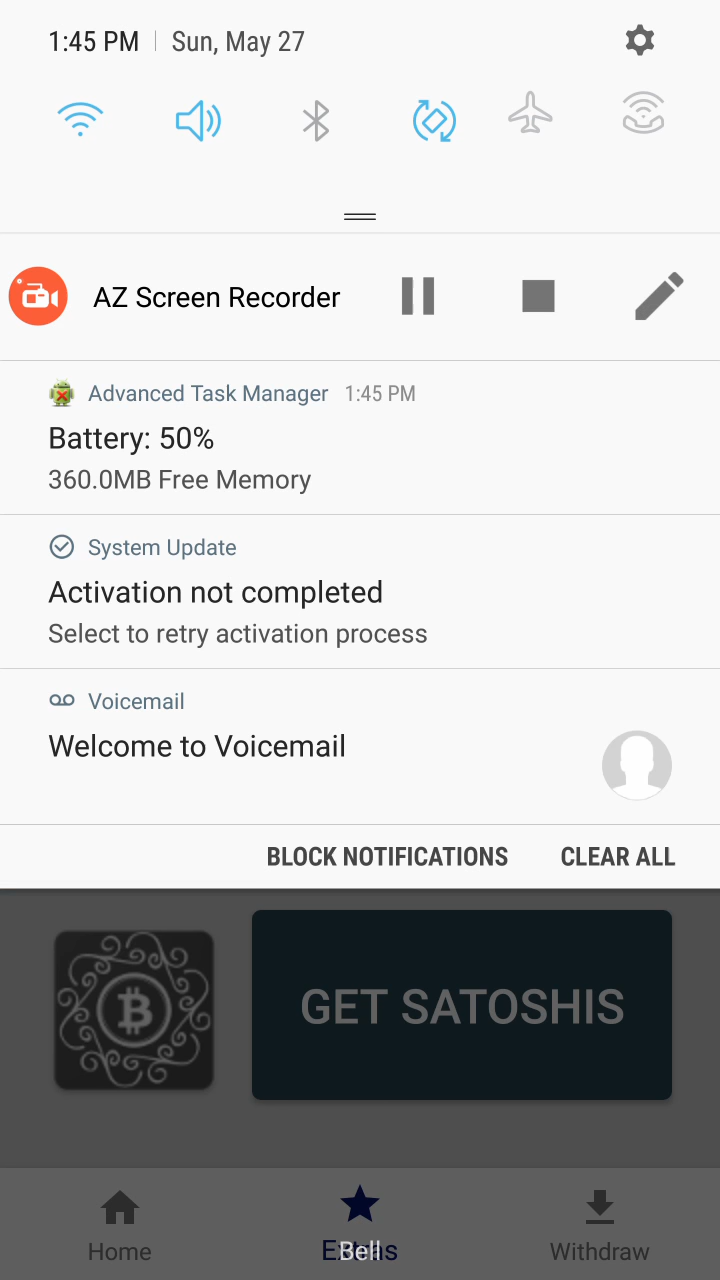 1:45 PM Sun, May 27
AZ Screen Recorder
Advanced Task Manager 1:45 PM
Battery: 50%
360.0MB Free Memory
System Update
Activation not completed
Select to retry activation process
Voicemail
Welcome to Voicemail
BLOCK NOTIFICATIONS CLEAR ALL
GET SATOSHIS
Home Extras Withdraw
Bell